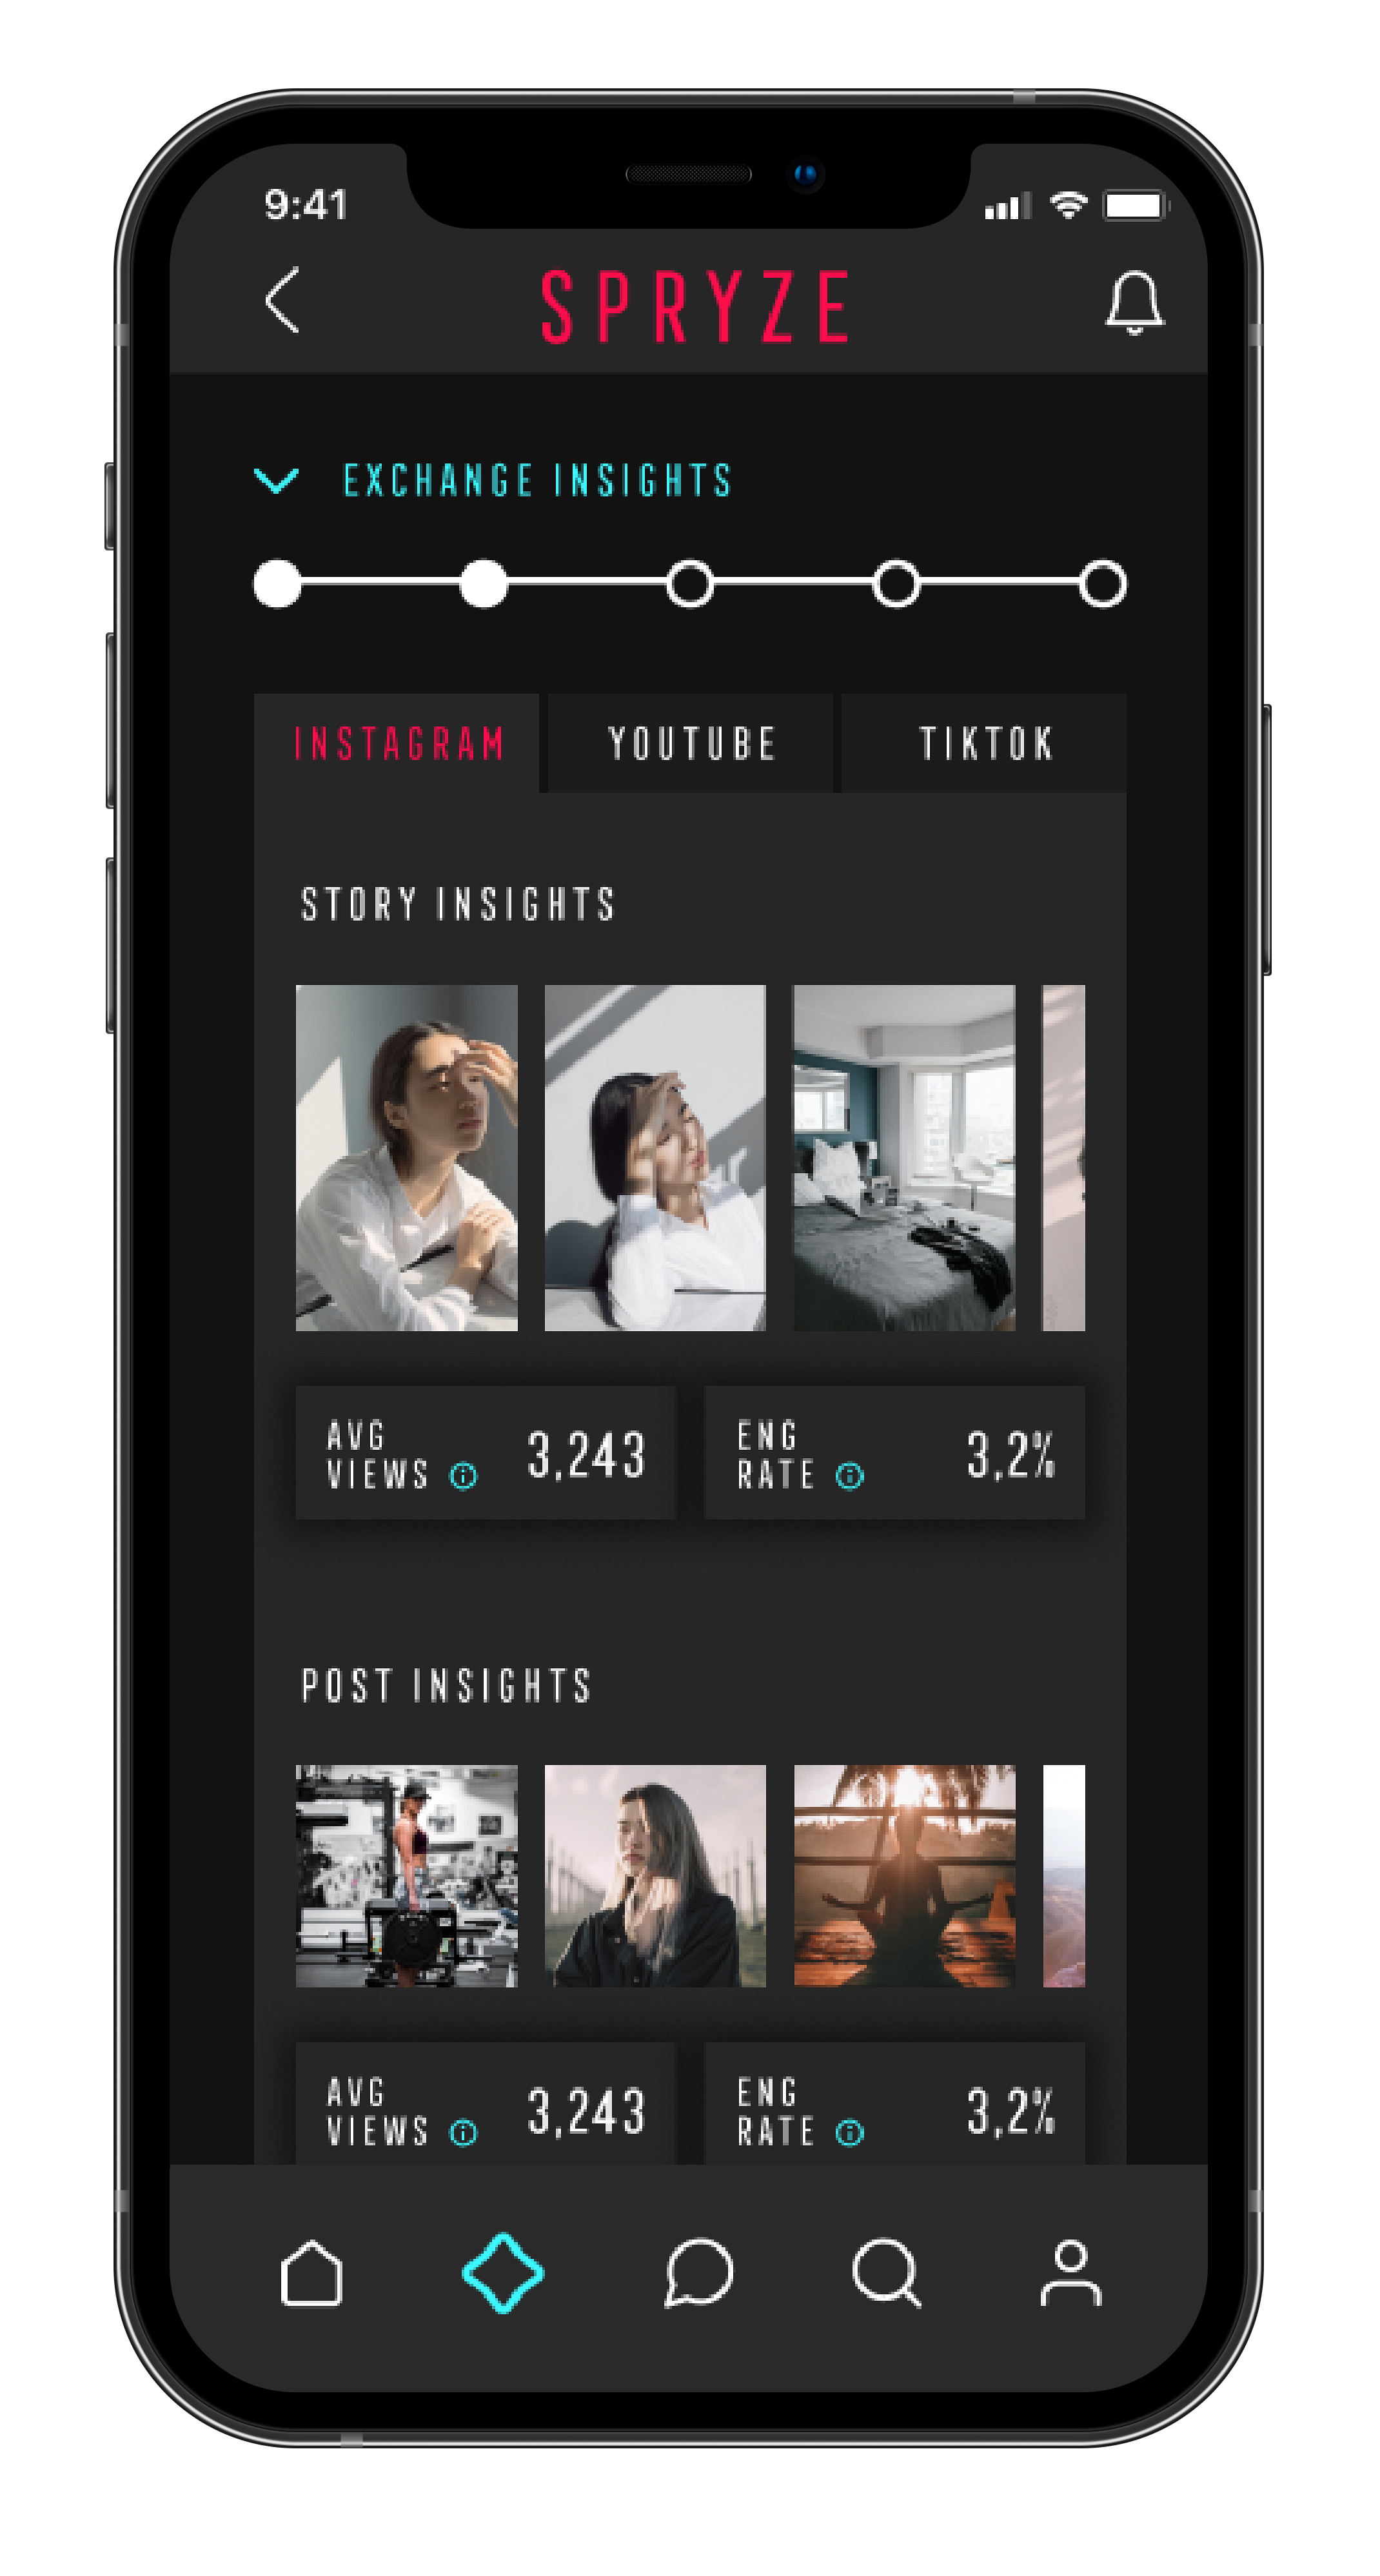 9:41
SPRYZE
EXCHANGE INSIGHTS
INSTAGRAM YOUTUBE TIKTOK
STORY INSIGHTS
AVG
VIEWS 3,243
ENG
RATE 3,2%
POST INSIGHTS
AVG
VIEWS 3,243
ENG
RATE 3,2%